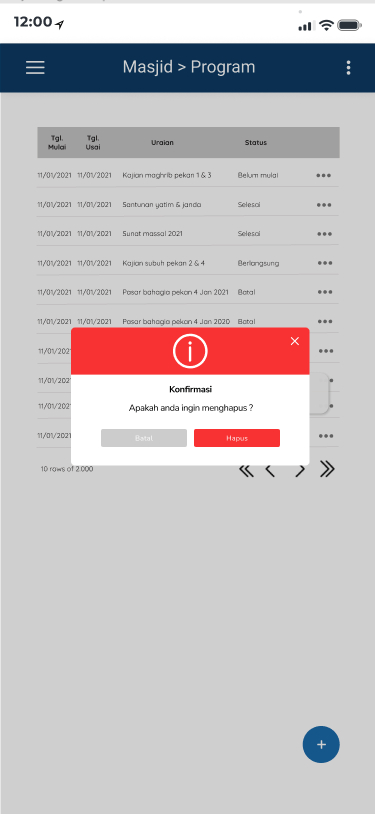 12:00
Masjid > Program
Tgl. Mulai Tgl. Usai Uraian Status
11/01/2021 11/01/2021 Kajian maghrib pekan 1 & 3 Belum mulai
11/01/2021 11/01/2021 Santunan yatim & janda Selesai
11/01/2021 11/01/2021 Sunat massal 2021 Selesai
11/01/2021 11/01/2021 Kajian subuh pekan 2 & 4 Berlangsung
11/01/2021 11/01/2021 Pasar bahagia pekan 4 Jan 2021 Batal
11/01/2021 11/01/2021 Pasar bahagia pekan 4 Jan 2020 Batal
11/01/202
11/01/202
11/01/202
11/01/2021
Konfirmasi
Apakah anda ingin menghapus ?
Batal Hapus
10 rows of 2.000